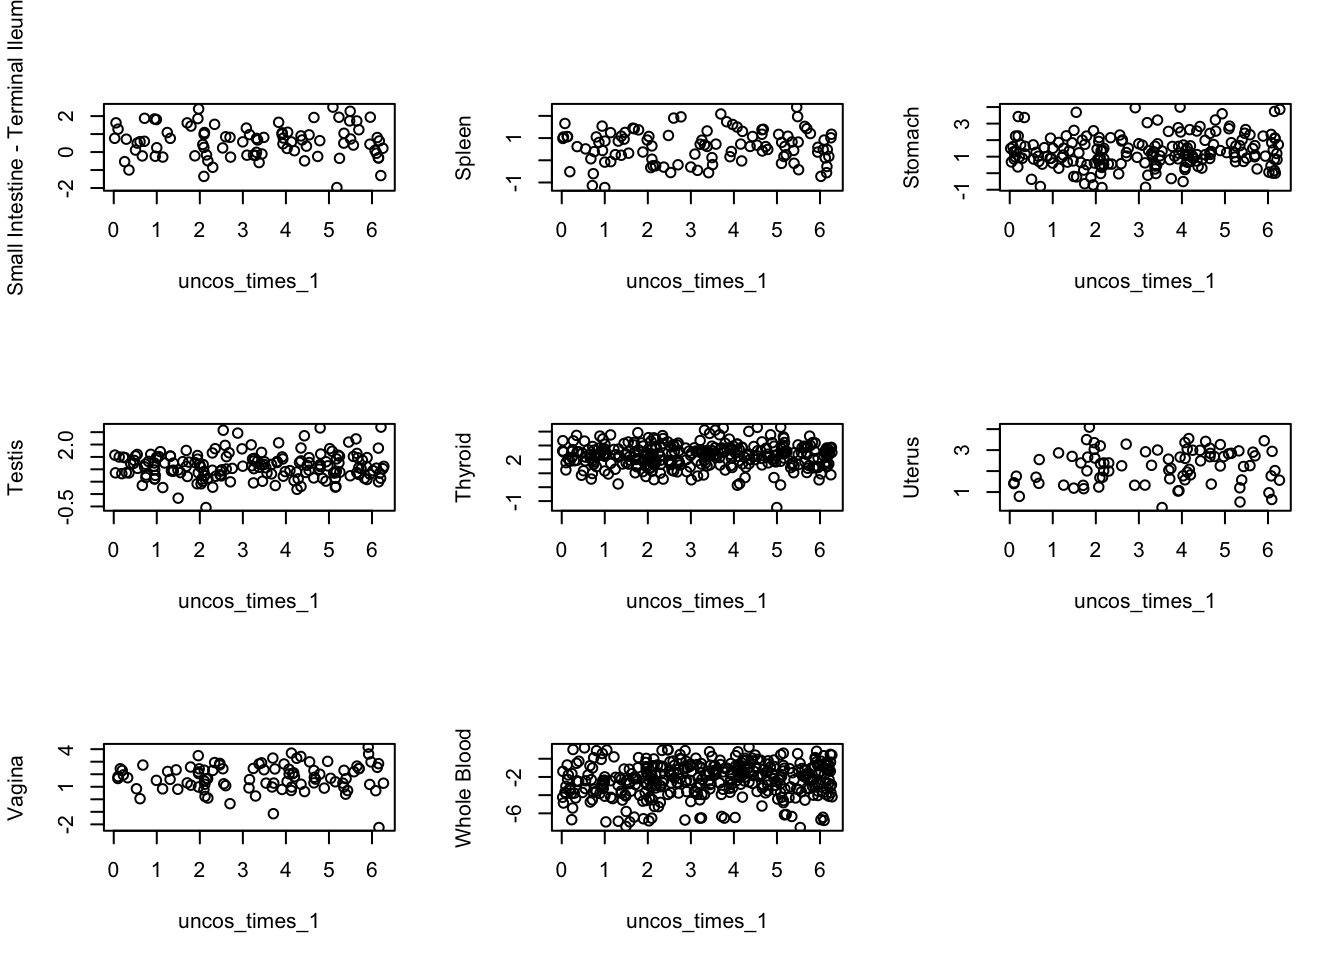 Small Intestine - Terminal Ileum
2
0
-2
0 1 2 3 4 5 6
uncos_times_1
Spleen
1
-1
0 1 2 3 4 5 6
uncos_times_1
Stomach
3
1
-1
0 1 2 3 4 5 6
uncos_times_1
Testis
2.0
-0.5
0 1 2 3 4 5 6
uncos_times_1
Thyroid
2
-1
0 1 2 3 4 5 6
uncos_times_1
Uterus
3
1
0 1 2 3 4 5 6
uncos_times_1
Vagina
4
1
-2
0 1 2 3 4 5 6
uncos_times_1
Whole Blood
-2
-6
0 1 2 3 4 5 6
uncos_times_1